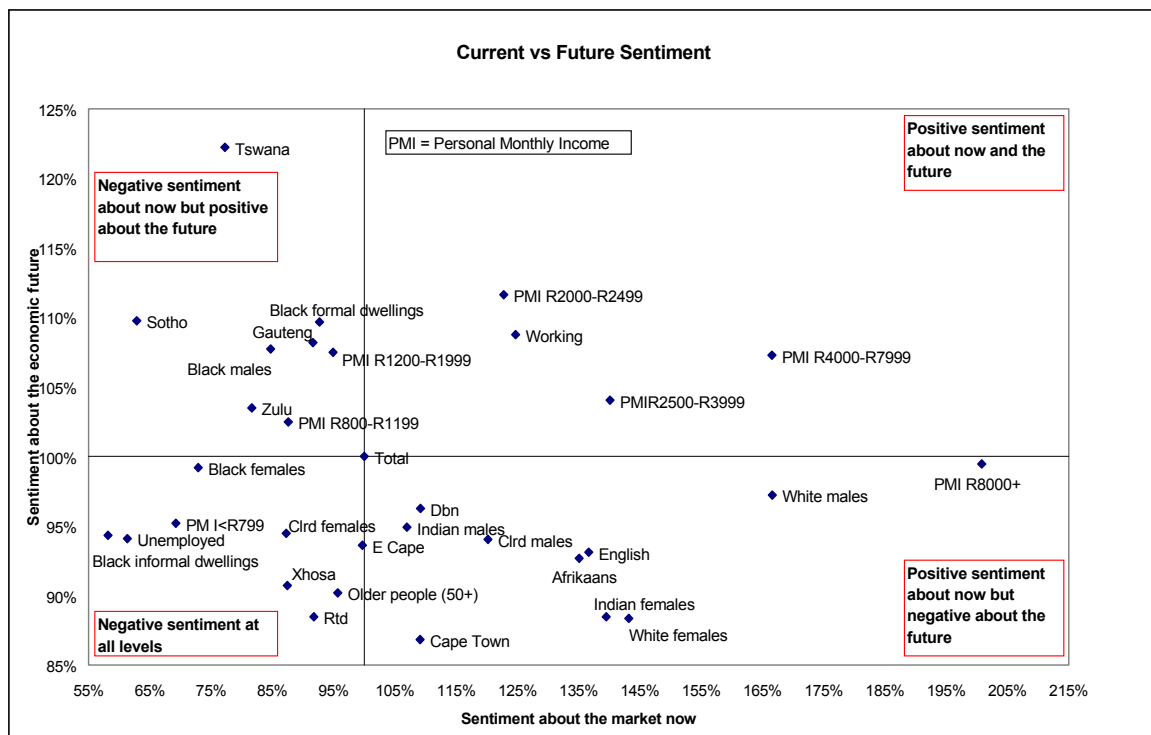 Current vs Future Sentiment
125%
120%
115%
110%
105%
100%
95%
90%
85%
Sentiment about the economic future
Tswana
PMI = Personal Monthly Income
Positive sentiment
about now and the
future
Negative sentiment
about now but positive
about the future
PMI R2000-R2499
Black formal dwellings
Sotho
Gauteng
Working
PMI R1200-R1999
PMI R4000-R7999
Black males
PMIR2500-R3999
Zulu
PMI R800-R1199
Total
Black females
PMI R8000+
White males
Dbn
PM I<R799
Clrd females
Indian males
Unemployed
Clrd males
E Cape
English
Black informal dwellings
Afrikaans
Xhosa
Older people (50+)
Indian females
Rtd
White females
Cape Town
Negative sentiment at
all levels
Positive sentiment
about now but
negative about the
future
55% 65% 75% 85% 95% 105% 115% 125% 135% 145% 155% 165% 175% 185% 195% 205% 215%
Sentiment about the market now